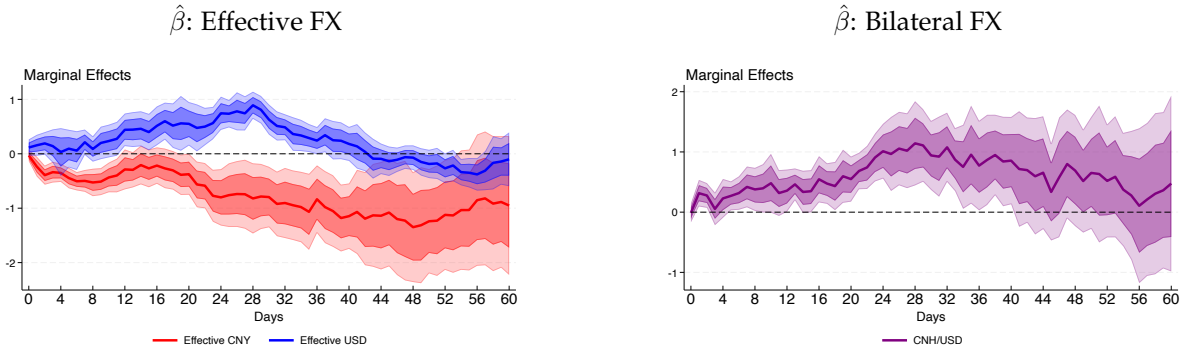 β̂: Effective FX
Marginal Effects
1
0
-1
-2
0 4 8 12 16 20 24 28 32 36 40 44 48 52 56 60
Days
Effective CNY Effective USD
β̂: Bilateral FX
Marginal Effects
2
1
0
-1
0 4 8 12 16 20 24 28 32 36 40 44 48 52 56 60
Days
CNH/USD